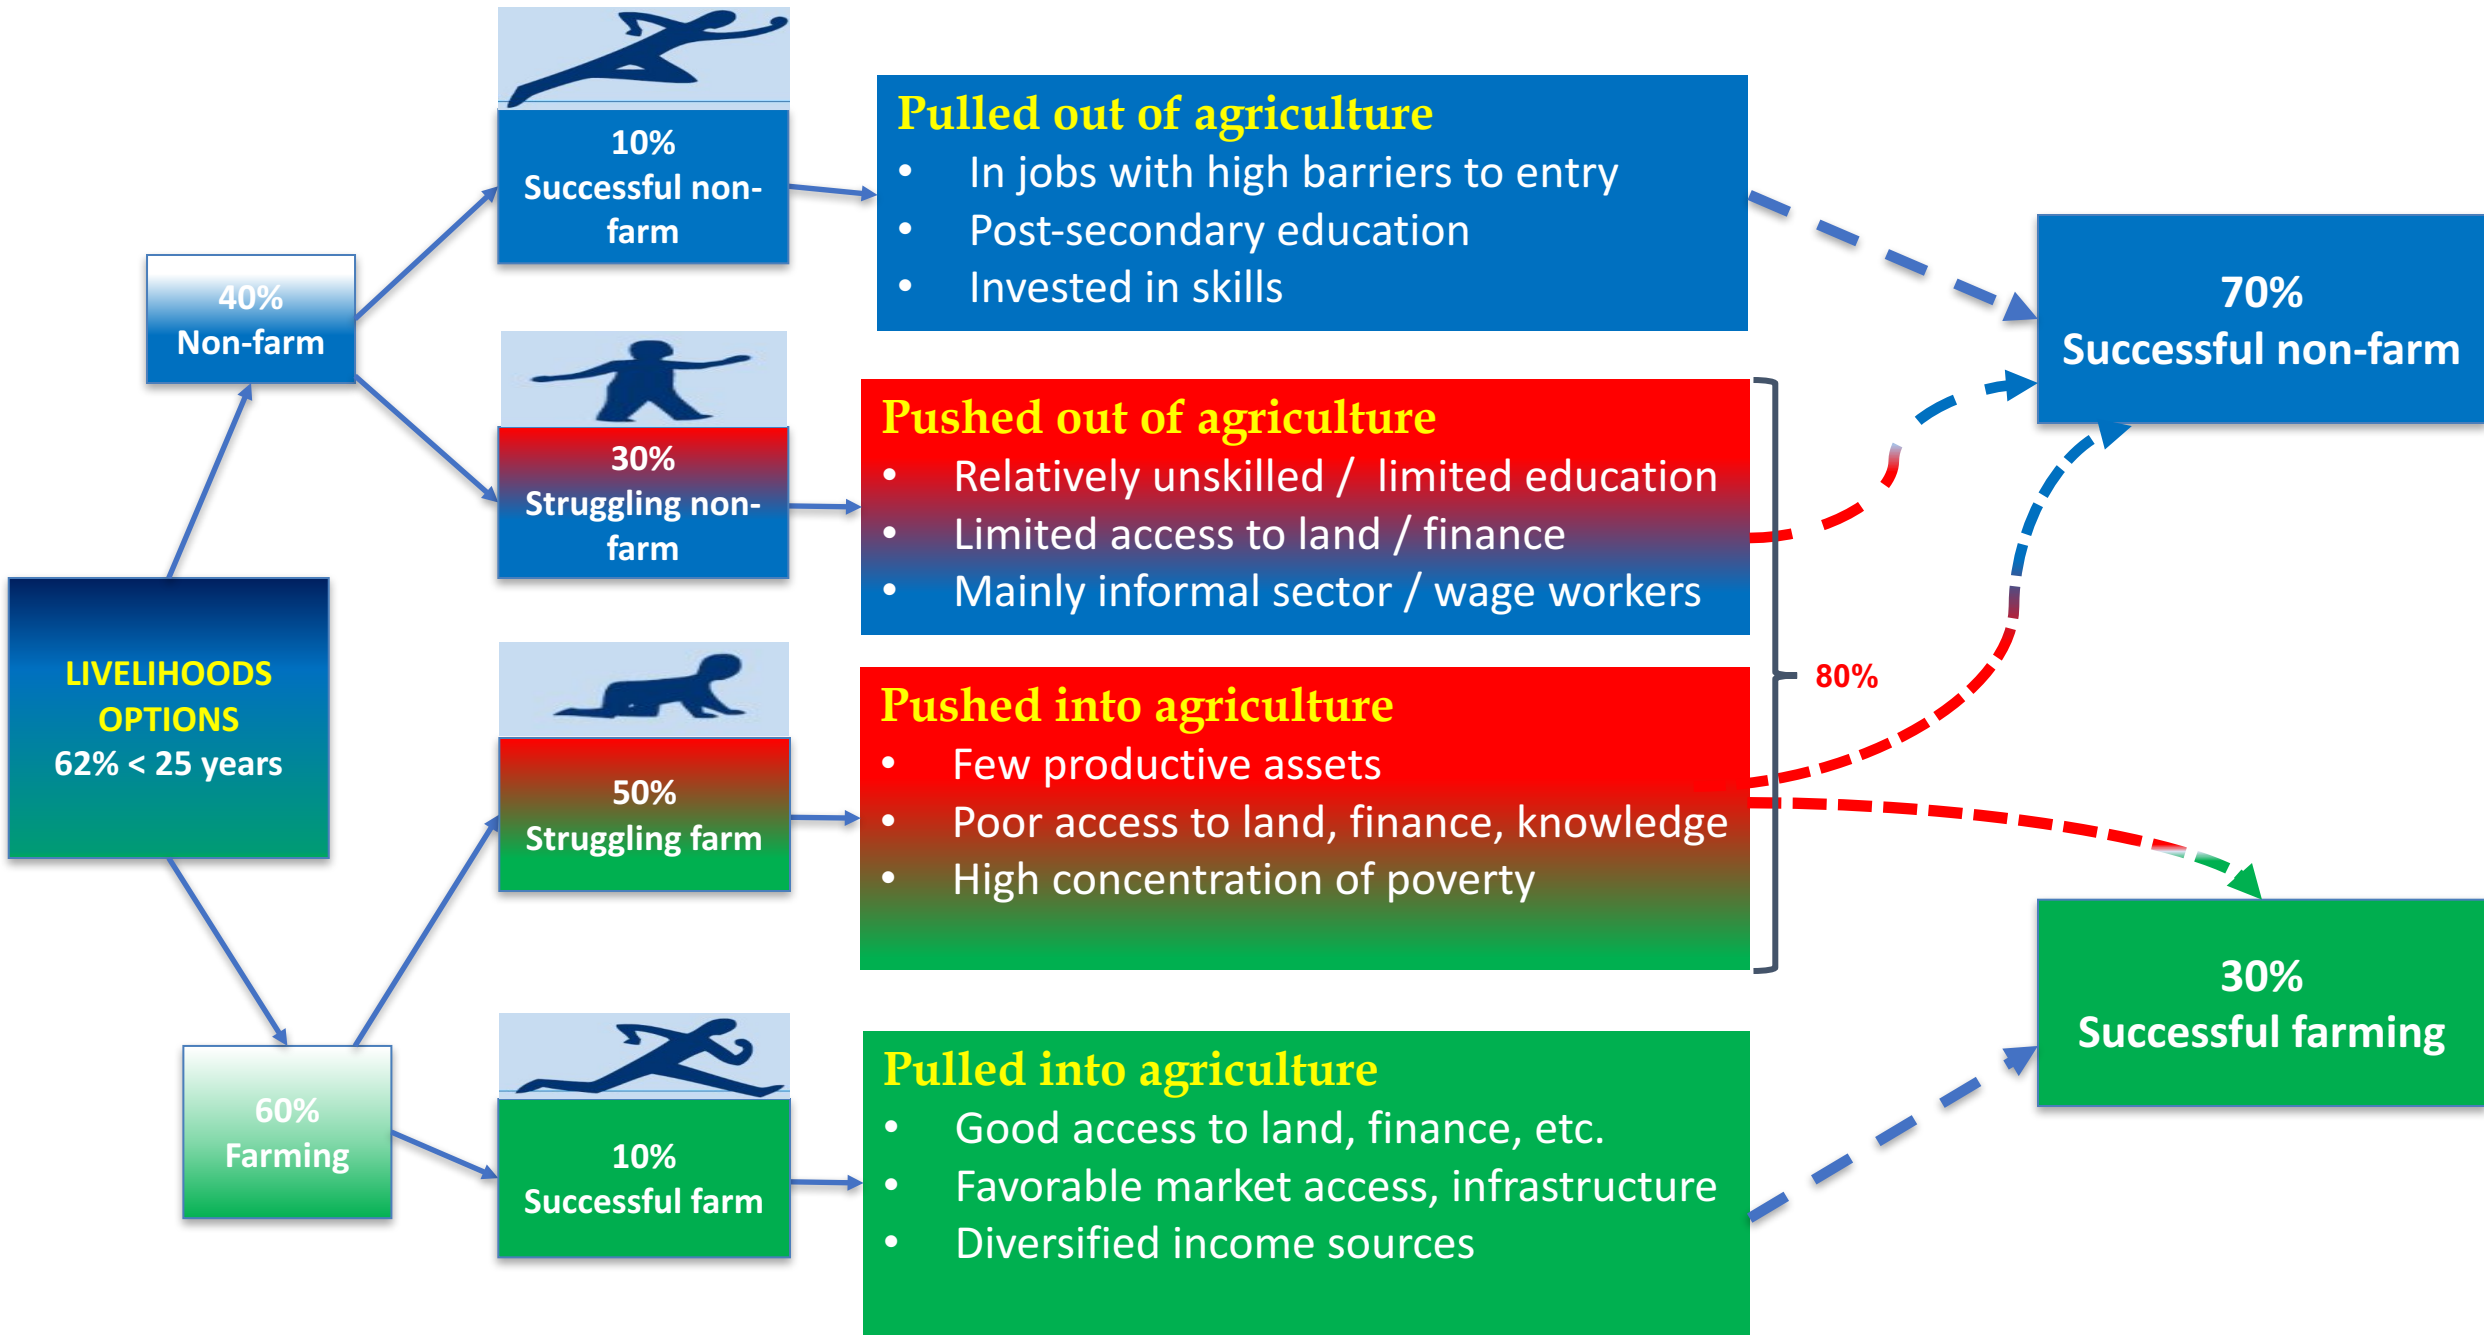 LIVELIHOODS
OPTIONS
62% < 25 years
40%
Non-farm
60%
Farming
10%
Successful non-
farm
30%
Struggling non-
farm
50%
Struggling farm
10%
Successful farm
Pulled out of agriculture
• In jobs with high barriers to entry
• Post-secondary education
• Invested in skills
Pushed out of agriculture
• Relatively unskilled / limited education
• Limited access to land / finance
• Mainly informal sector / wage workers
Pushed into agriculture
• Few productive assets
• Poor access to land, finance, knowledge
• High concentration of poverty
Pulled into agriculture
• Good access to land, finance, etc.
• Favorable market access, infrastructure
• Diversified income sources
80%
70%
Successful non-farm
30%
Successful farming